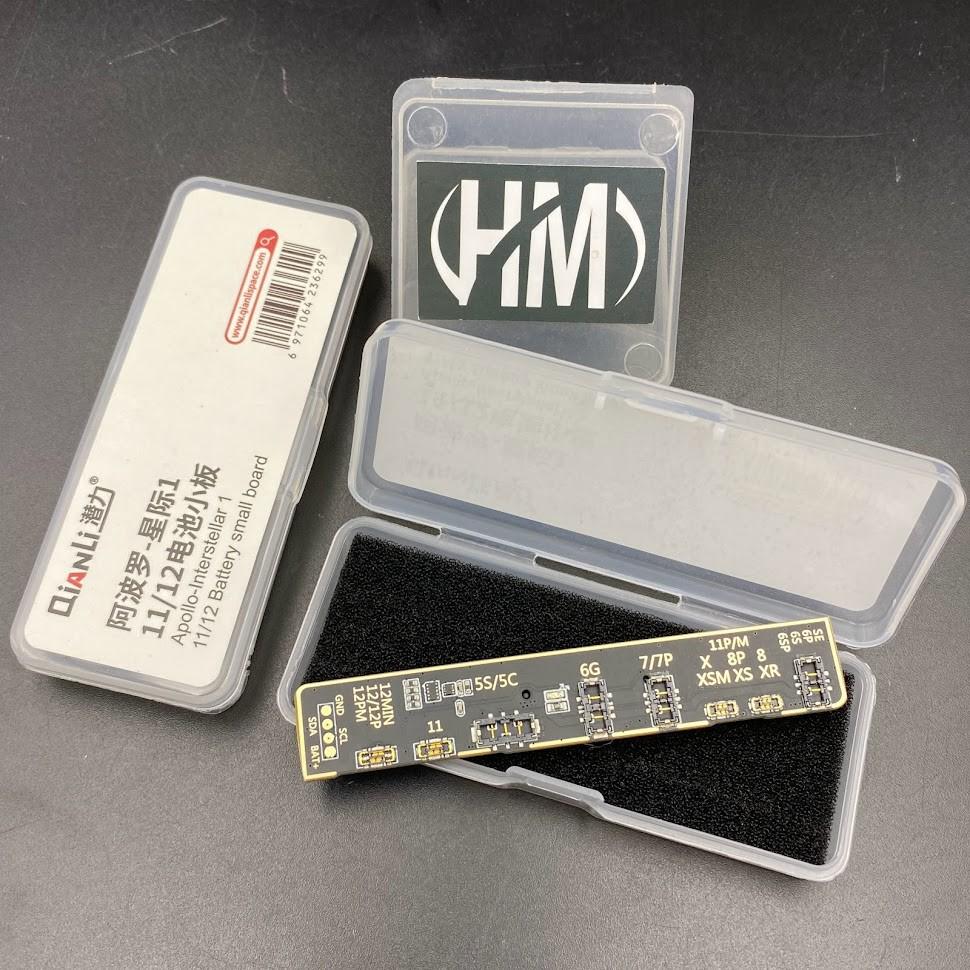 HM
www.qianlispace.com
6 971064 236299
QIANLI 潜力®
阿波罗-星际1
11/12电池小板
Apollo-Interstellar 1
11/12 Battery small board
GND
SCL
SDA
BAT+
12MIN
12/12P
12PM
11
5S/5C
6G
7/7P
11P/M
X 8P 8
XSM XS XR
SE
6P
6S
6SP